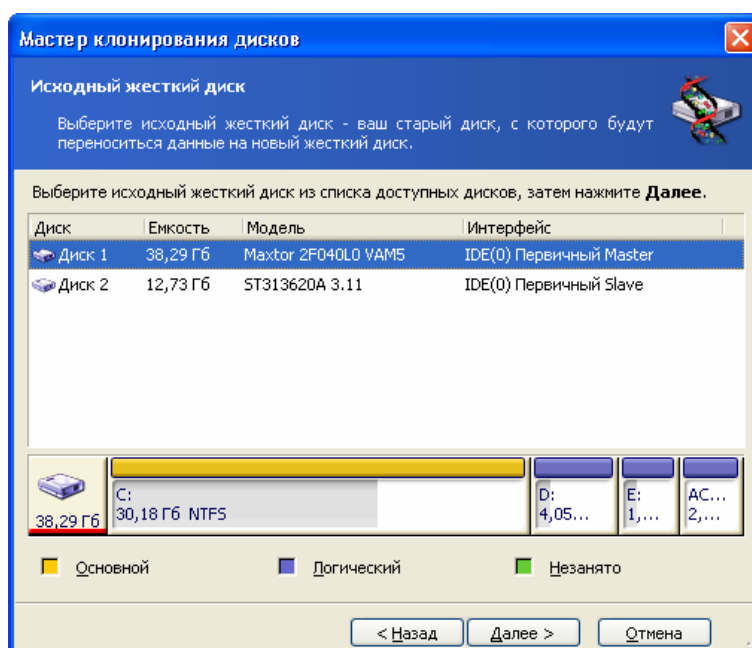 Мастер клонирования дисков
Исходный жесткий диск
Выберите исходный жесткий диск - ваш старый диск, с которого будут
переноситься данные на новый жесткий диск.
Выберите исходный жесткий диск из списка доступных дисков, затем нажмите Далее.
Диск Емкость Модель Интерфейс
Диск 1 38,29 Гб Maxtor 2F040L0 VAM5 IDE(0) Первичный Master
Диск 2 12,73 Гб ST313620A 3.11 IDE(0) Первичный Slave
C: D: E: AC...
38,29 Гб 30,18 Гб NTFS 4,05... 1,... 2,...
Основной Логический Незанято
< Назад Далее > Отмена